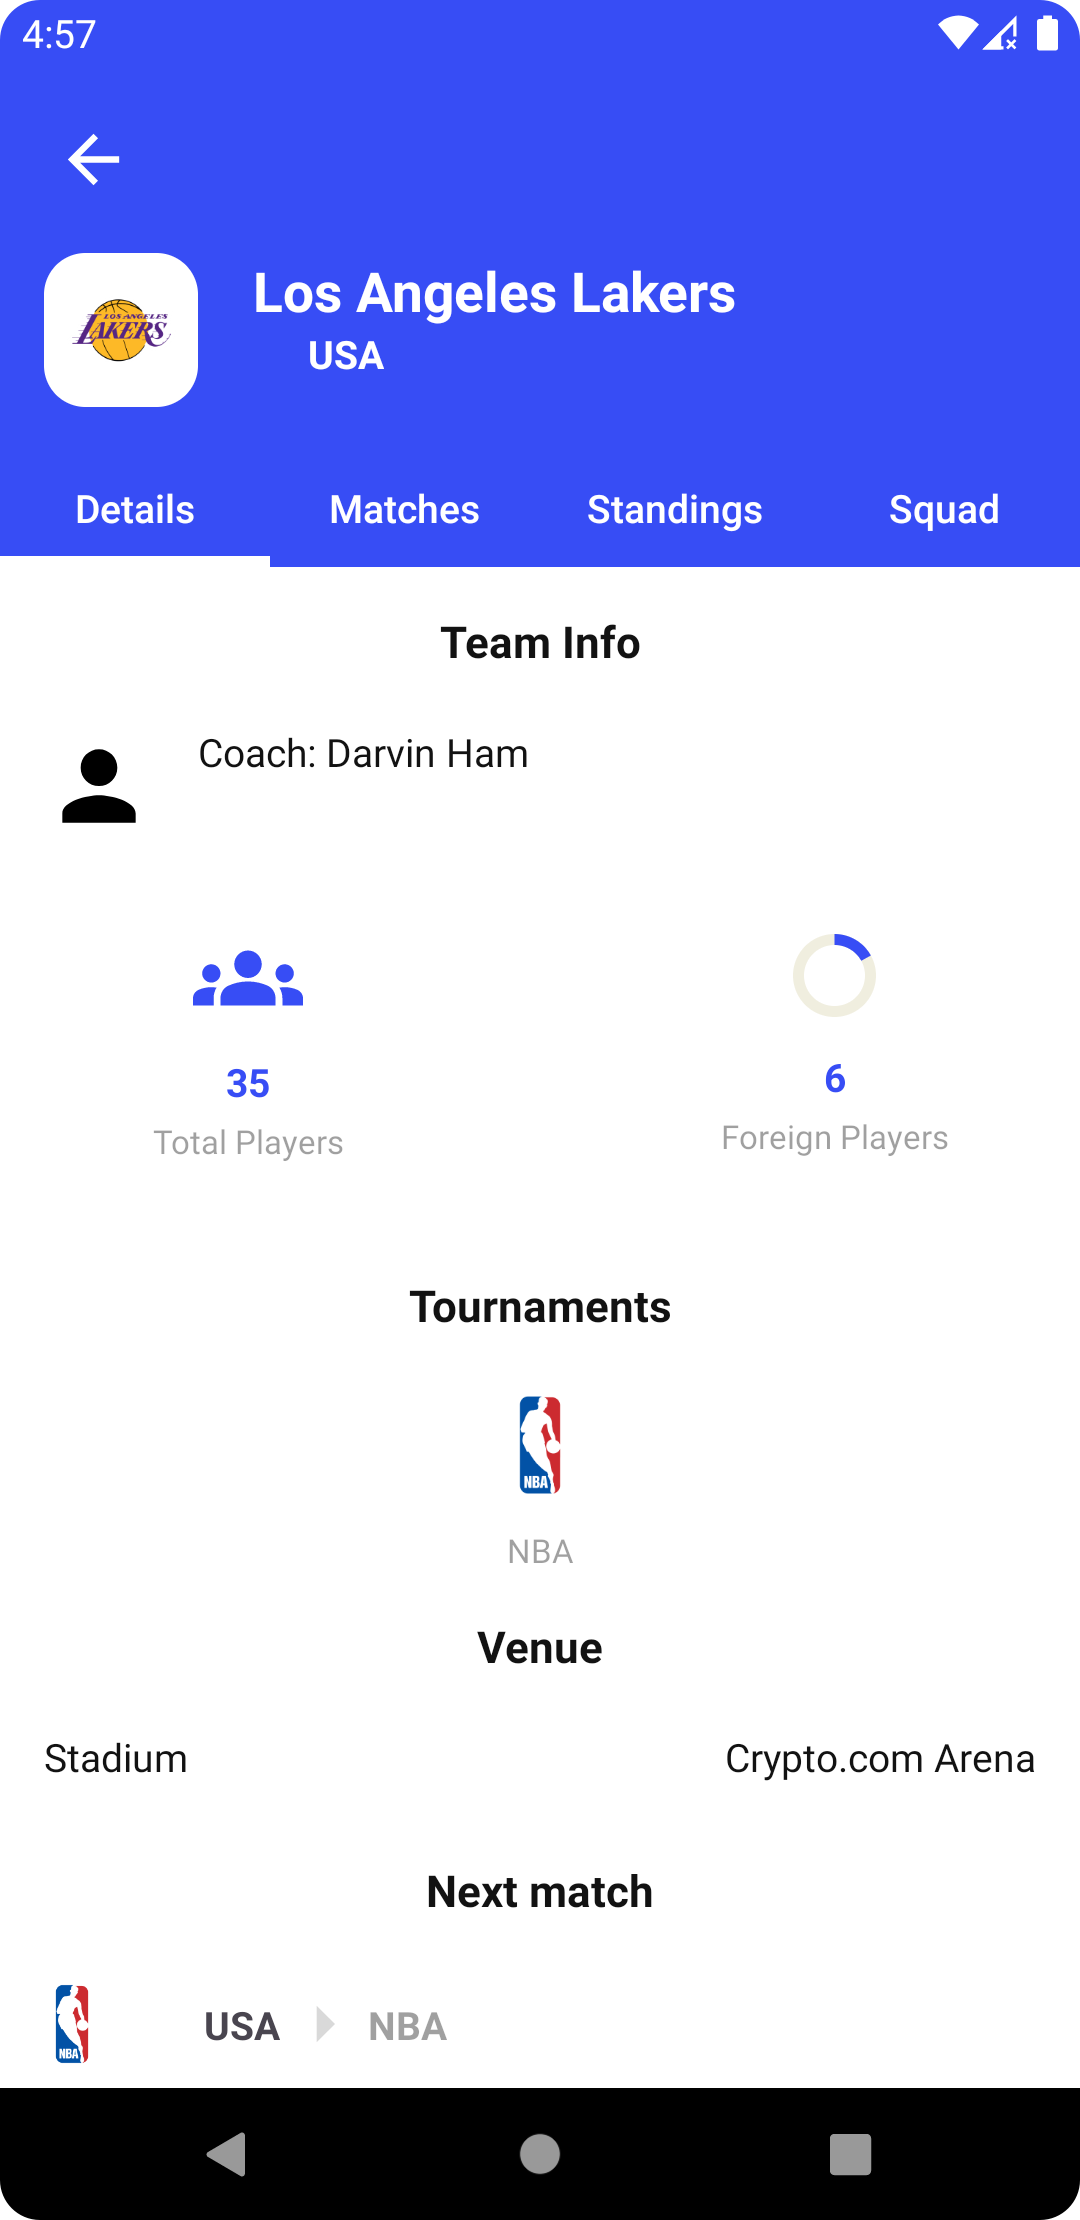 4:57
LOS ANGELES
LAKERS
Los Angeles Lakers
USA
Details
Matches
Standings
Squad
Team Info
Coach: Darvin Ham
35
Total Players
6
Foreign Players
Tournaments
NBA
NBA
Venue
Stadium
Crypto.com Arena
Next match
NBA
USA
NBA